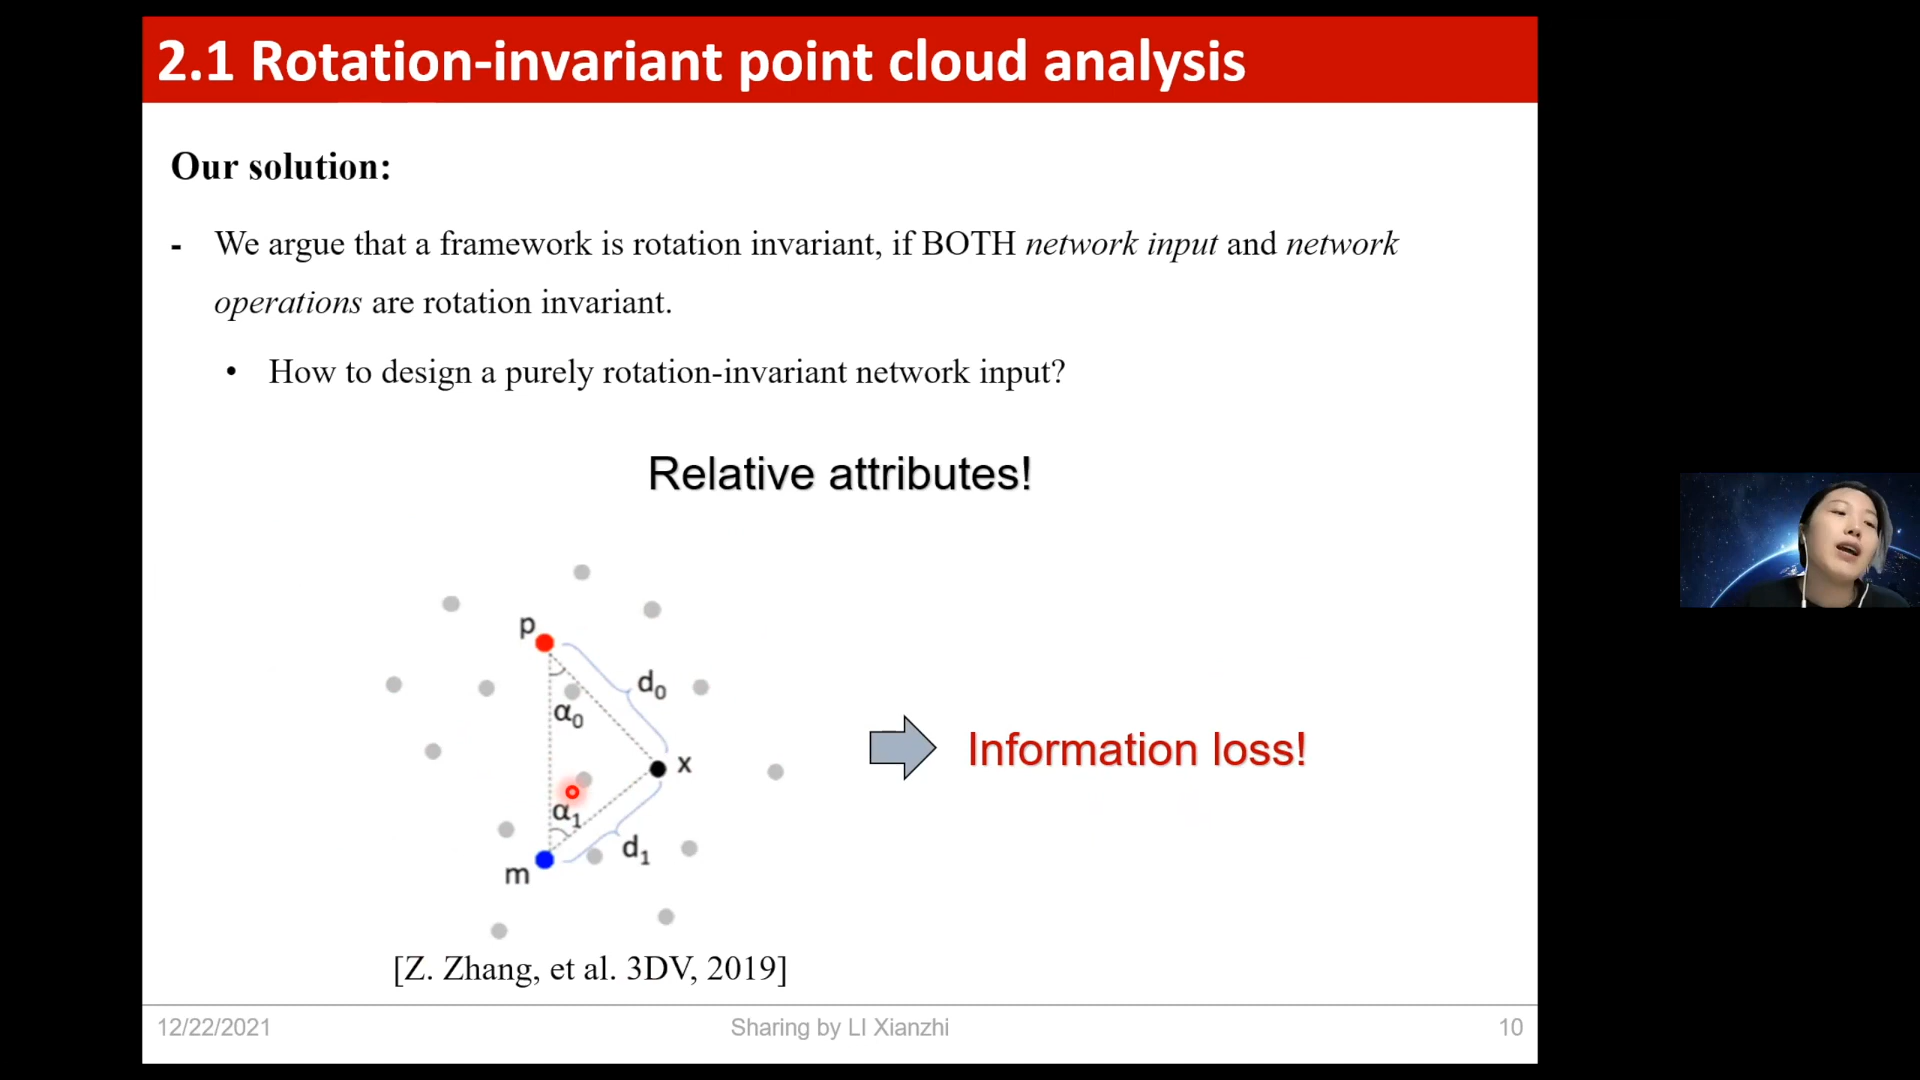 2.1 Rotation-invariant point cloud analysis
Our solution:
- We argue that a framework is rotation invariant, if BOTH network input and network
operations are rotation invariant.
• How to design a purely rotation-invariant network input?
Relative attributes!
p
d₀
α₀
x
α₁
d₁
m
Information loss!
[Z. Zhang, et al. 3DV, 2019]
12/22/2021
Sharing by LI Xianzhi
10